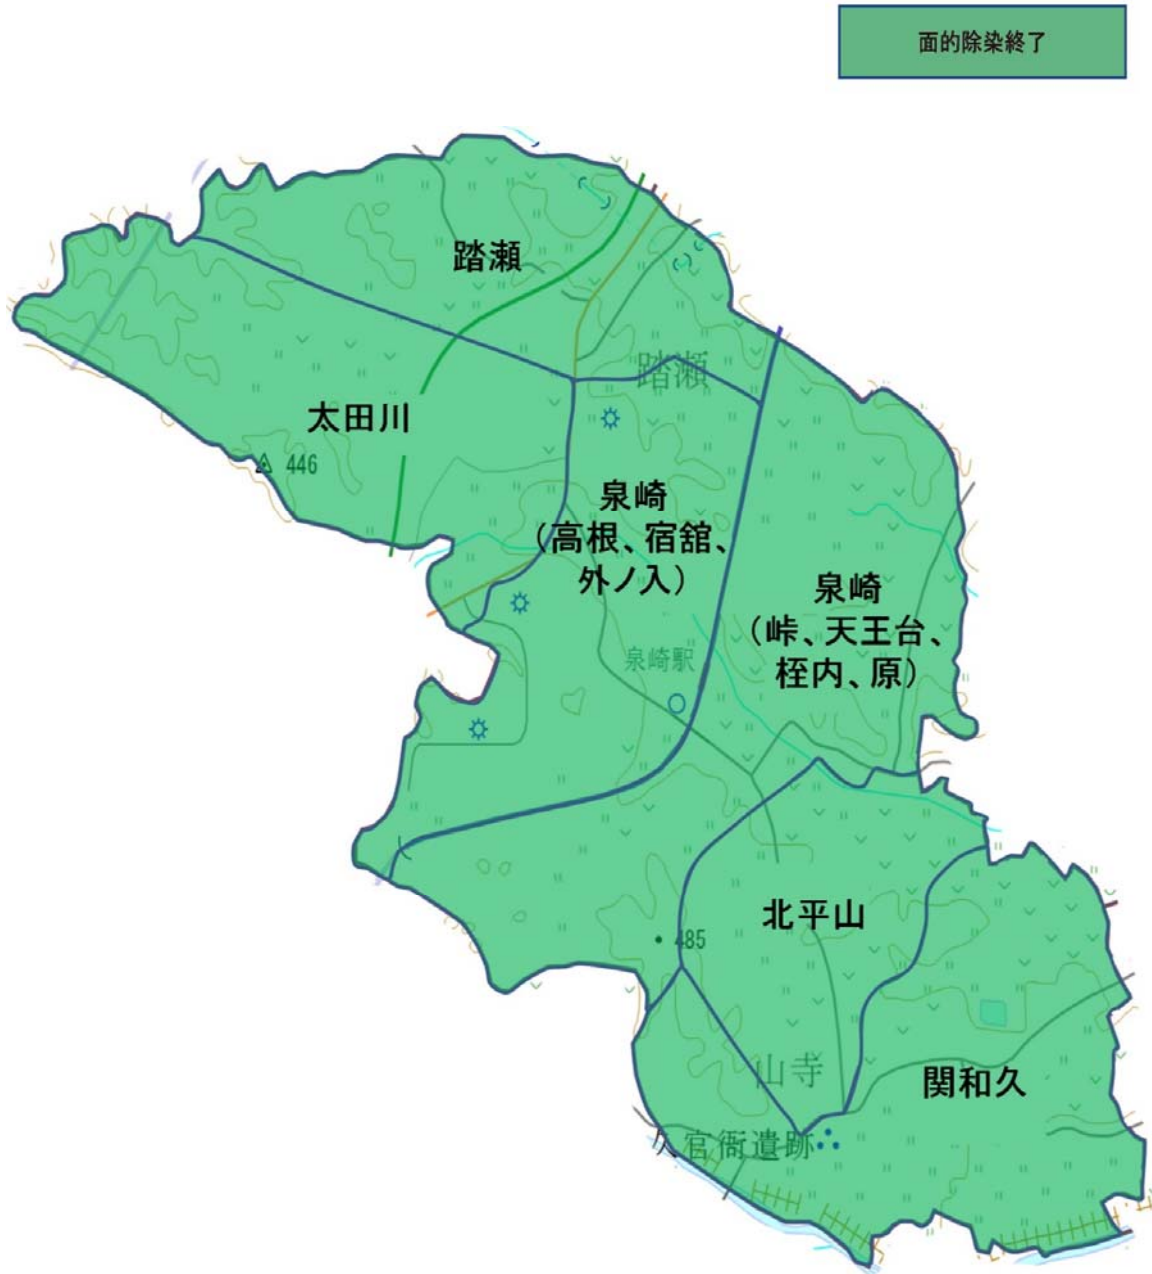 面的除染終了
踏瀬
踏瀬
太田川
446
泉崎
(高根、宿舘、
外ノ入)
泉崎
(峠、天王台、
桎内、原)
泉崎駅
北平山
485
山寺
関和久
久官衙遺跡